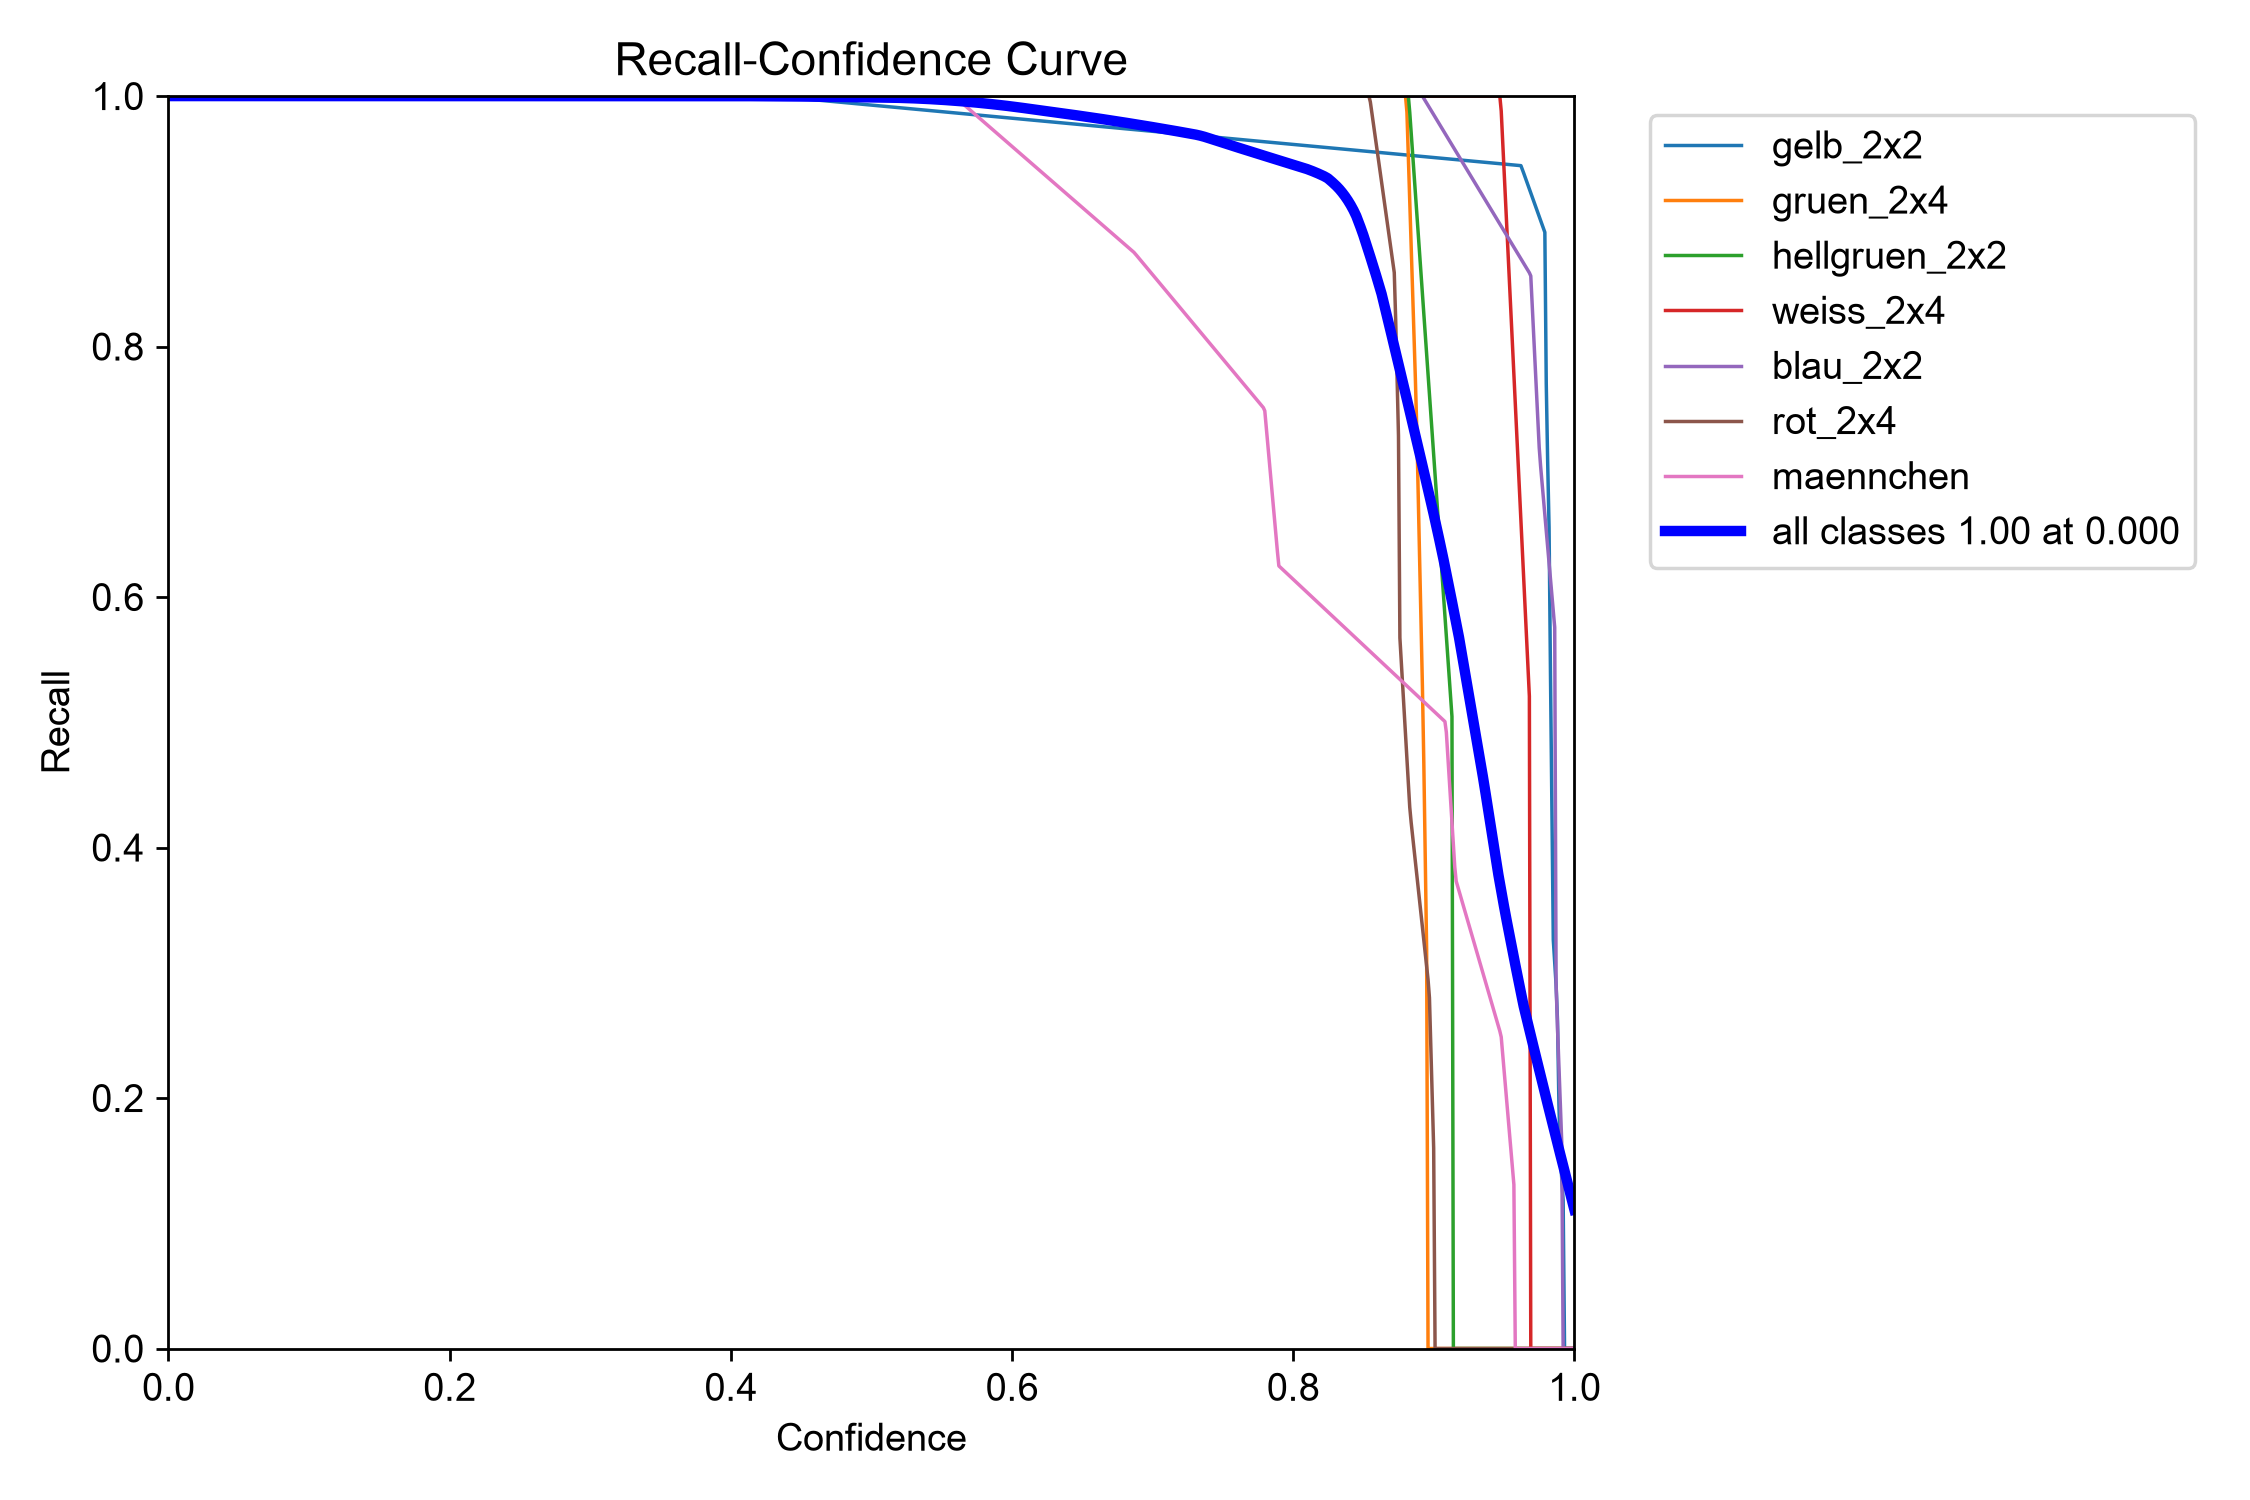 Recall-Confidence Curve
1.0
0.8
0.6
0.4
0.2
0.0
Recall
0.0 0.2 0.4 0.6 0.8 1.0
Confidence
gelb_2x2
gruen_2x4
hellgruen_2x2
weiss_2x4
blau_2x2
rot_2x4
maennchen
all classes 1.00 at 0.000